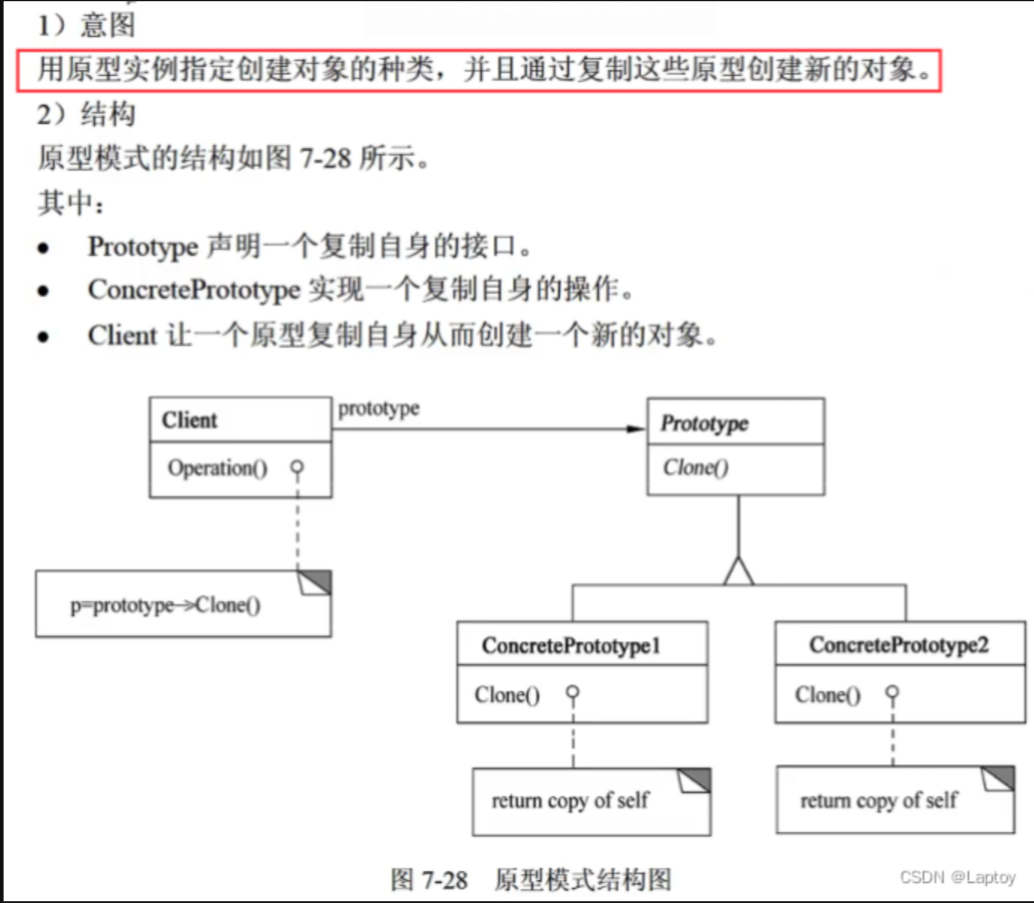 1）意图
用原型实例指定创建对象的种类，并且通过复制这些原型创建新的对象。
2）结构
原型模式的结构如图 7-28 所示。
其中：
● Prototype 声明一个复制自身的接口。
● ConcretePrototype 实现一个复制自身的操作。
● Client 让一个原型复制自身从而创建一个新的对象。
Client
prototype
Prototype
Operation()
Clone()
p=prototype->Clone()
ConcretePrototype1
ConcretePrototype2
Clone()
Clone()
return copy of self
return copy of self
图 7-28 原型模式结构图
CSDN @Laptoy